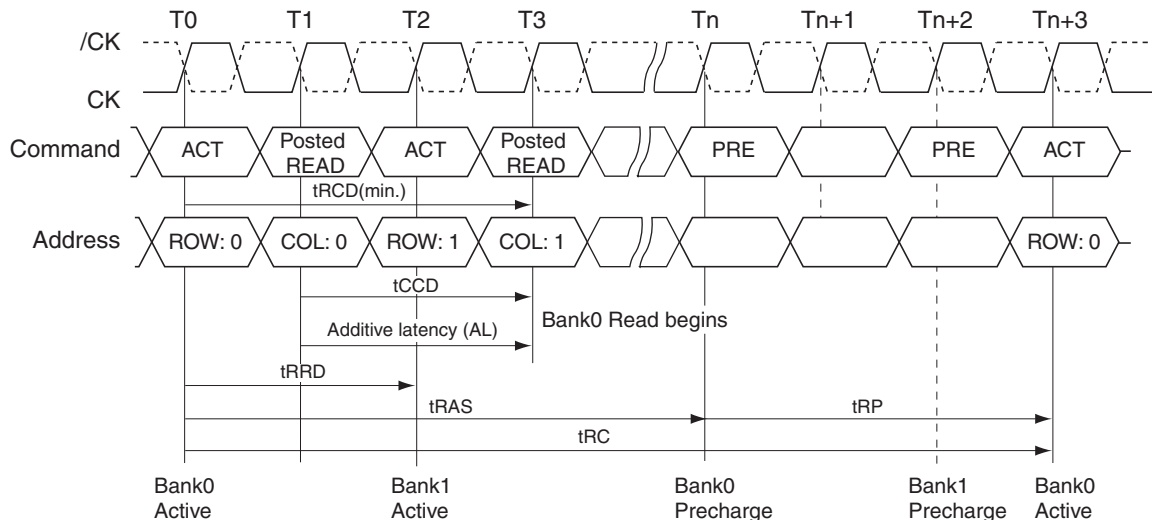 T0 T1 T2 T3 Tn Tn+1 Tn+2 Tn+3
/CK
CK
Command ACT Posted READ ACT Posted READ PRE PRE ACT
tRCD(min.)
Address ROW: 0 COL: 0 ROW: 1 COL: 1 ROW: 0
tCCD
Bank0 Read begins
Additive latency (AL)
tRRD
tRAS tRP
tRC
Bank0 Active
Bank1 Active
Bank0 Precharge
Bank1 Precharge
Bank0 Active